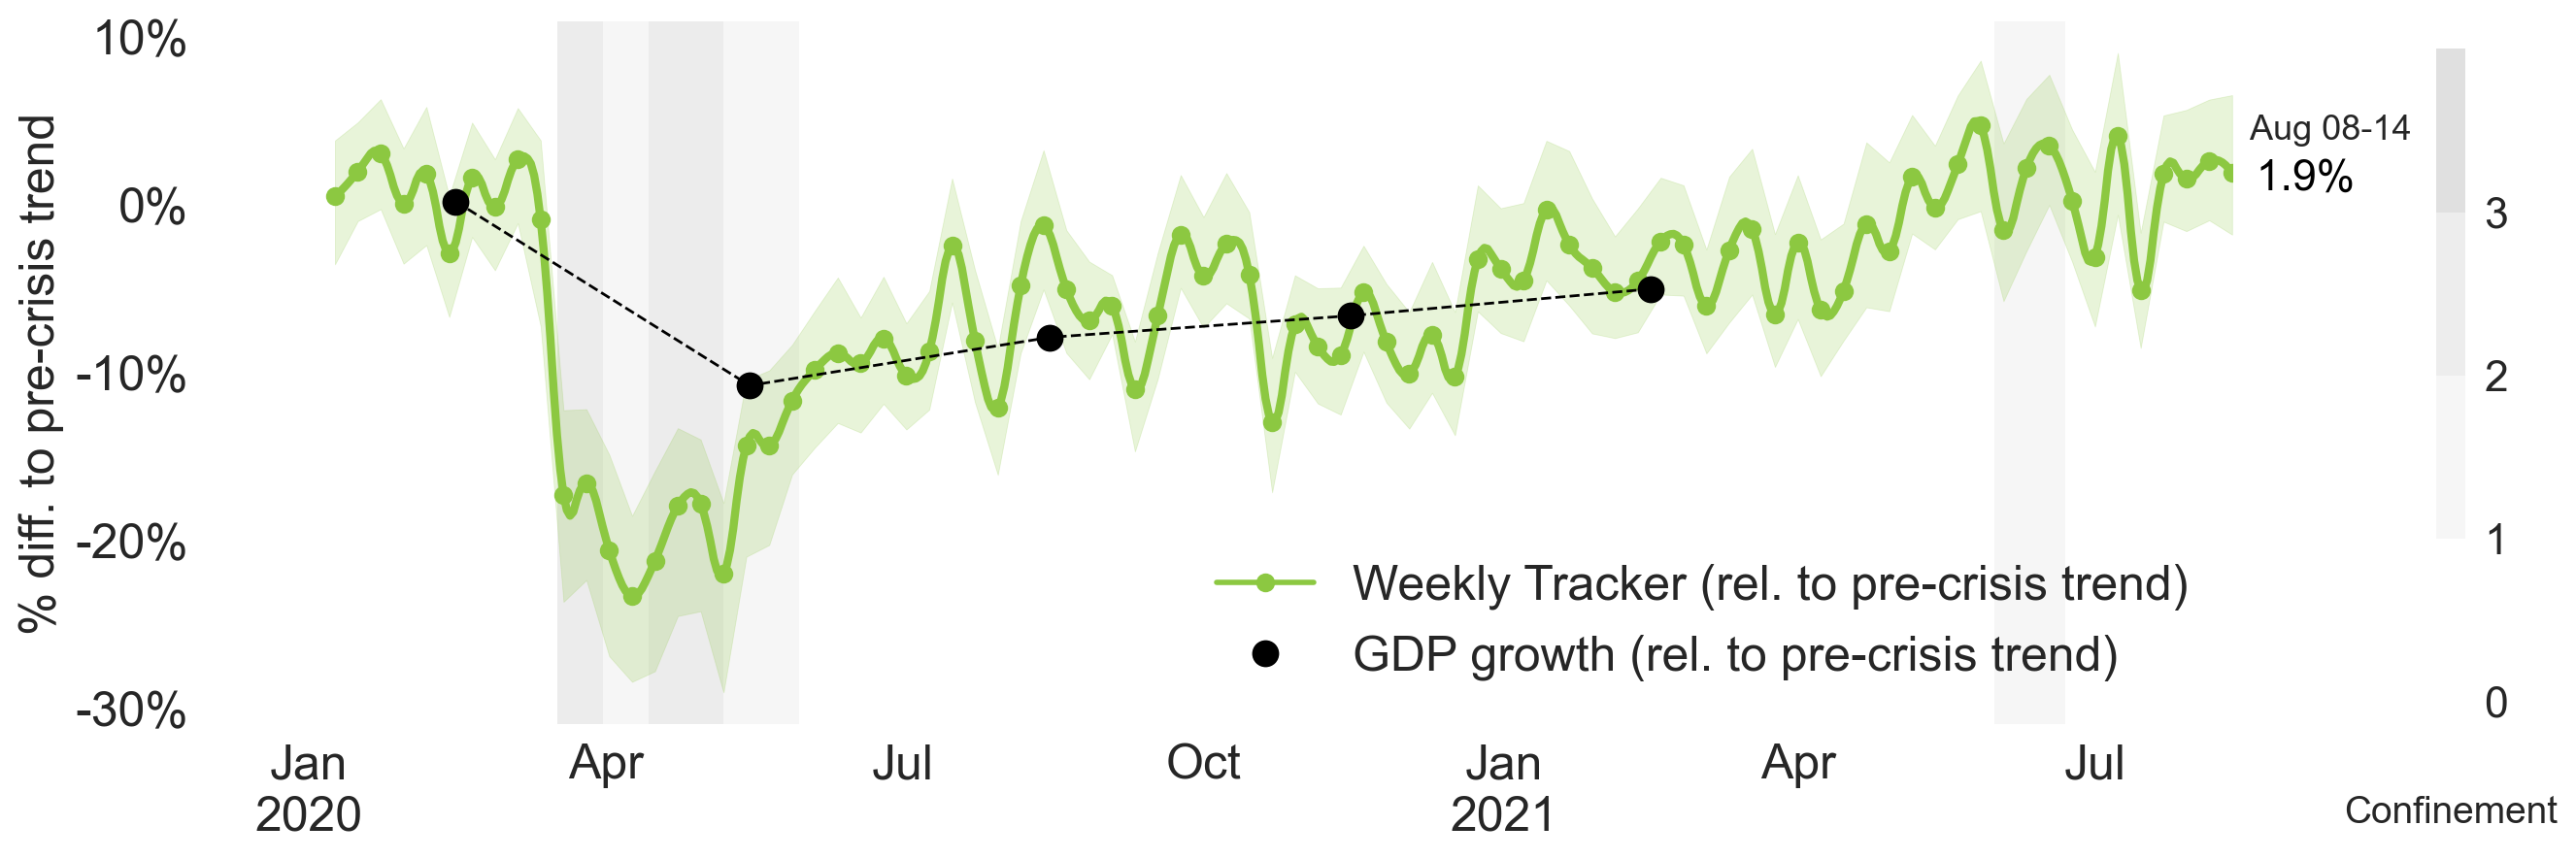 % diff. to pre-crisis trend
10%
0%
-10%
-20%
-30%
Jan
2020
Apr
Jul
Oct
Jan
2021
Apr
Jul
Aug 08-14
1.9%
Weekly Tracker (rel. to pre-crisis trend)
GDP growth (rel. to pre-crisis trend)
3
2
1
0
Confinement